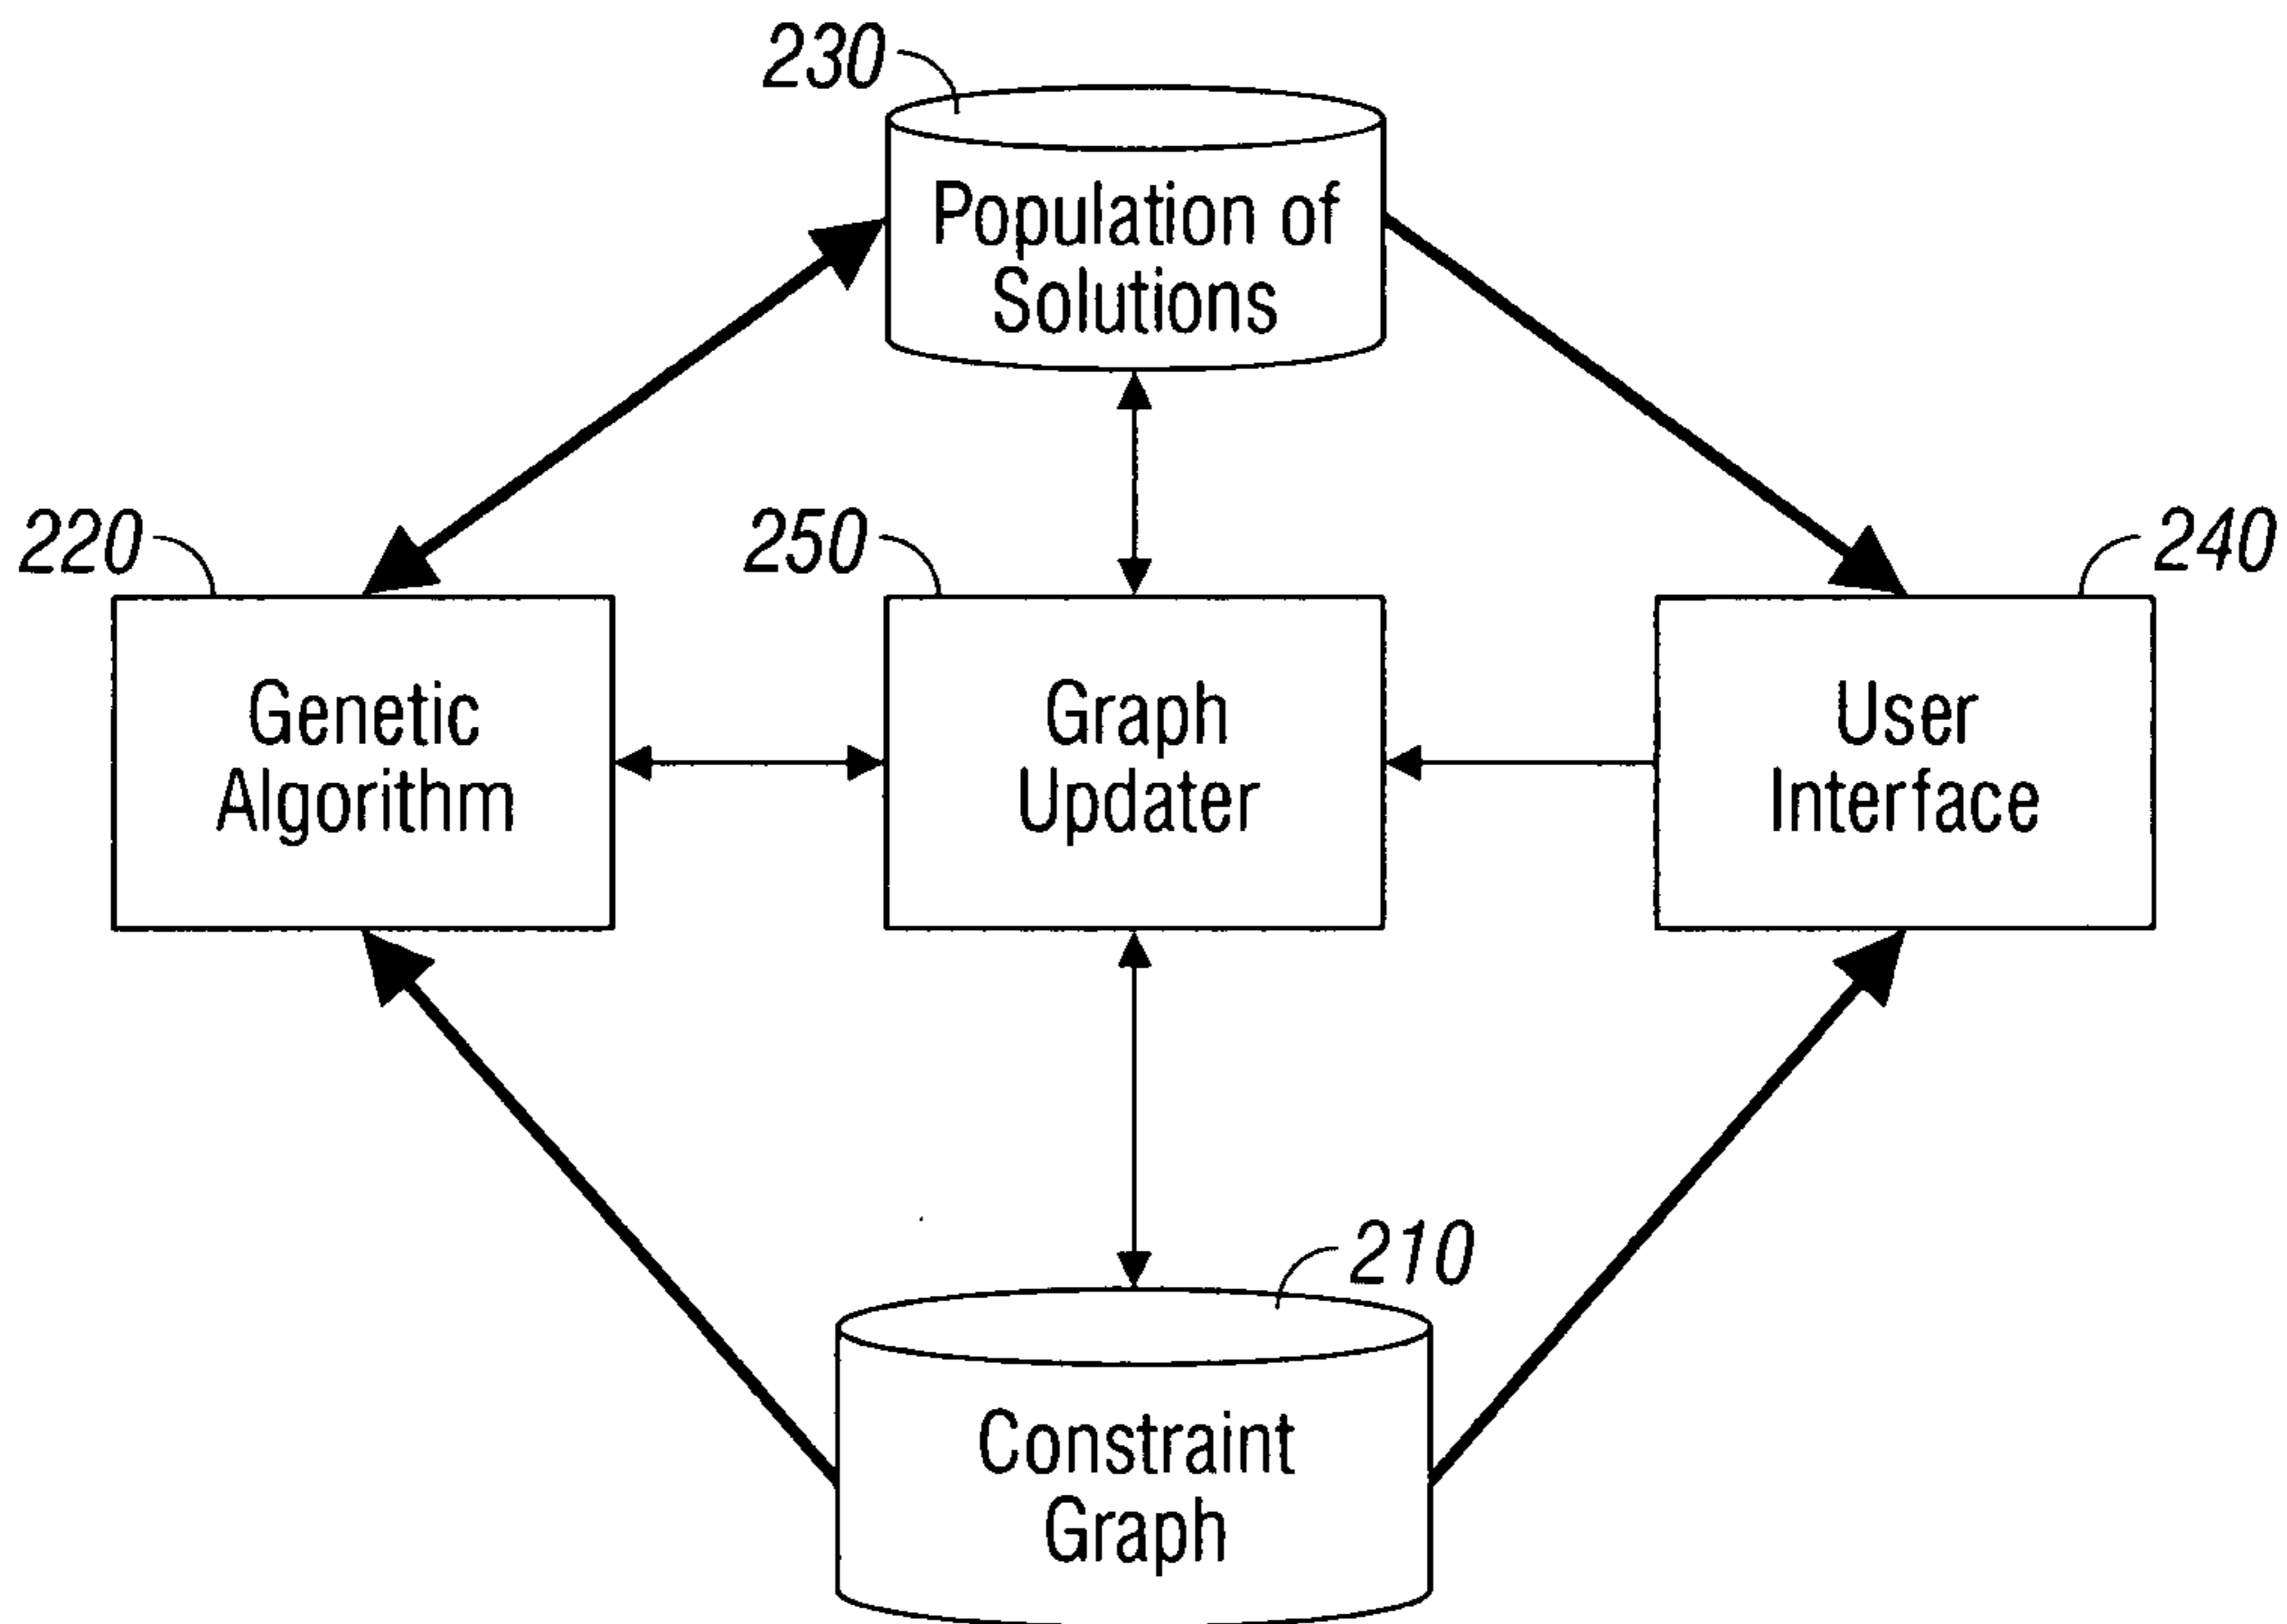 230
Population of
Solutions
220
250
240
Genetic
Algorithm
Graph
Updater
User
Interface
210
Constraint
Graph